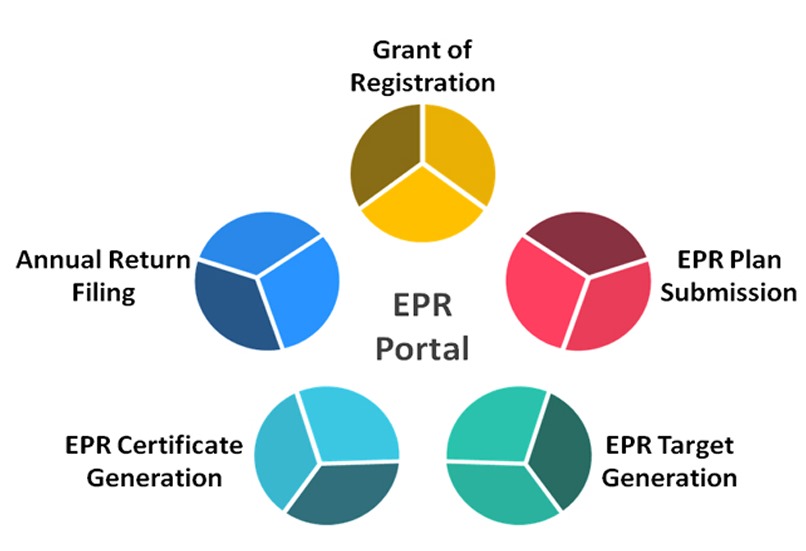 Grant of
Registration
Annual Return
Filing
EPR Plan
Submission
EPR
Portal
EPR Certificate
Generation
EPR Target
Generation